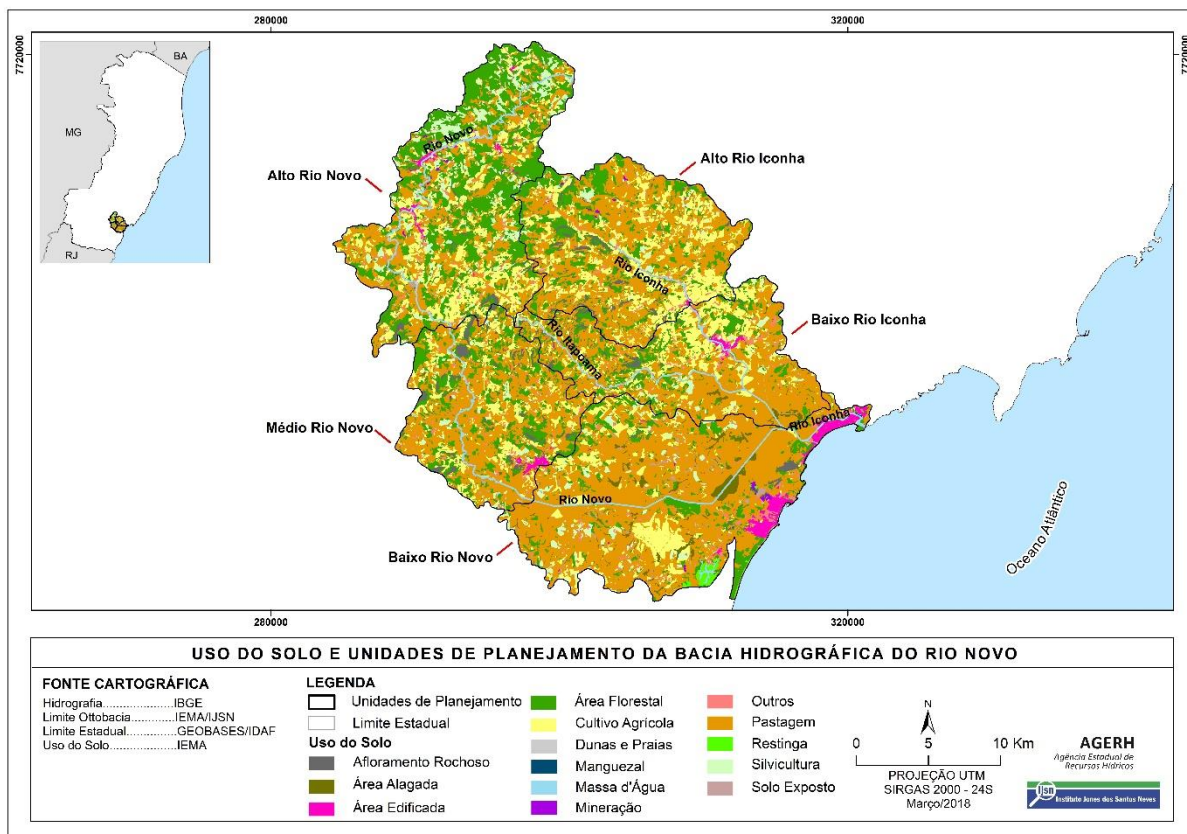 280000
320000
7720000
7720000
BA
MG
RJ
Rio Novo
Alto Rio Novo
Alto Rio Iconha
Rio Iconha
Baixo Rio Iconha
Rio Itapoama
Rio Iconha
Médio Rio Novo
Rio Novo
Baixo Rio Novo
Oceano Atlântico
280000
320000
USO DO SOLO E UNIDADES DE PLANEJAMENTO DA BACIA HIDROGRÁFICA DO RIO NOVO
FONTE CARTOGRÁFICA
Hidrografia.....................IBGE
Limite Ottobacia.............IEMA/IJSN
Limite Estadual...............GEOBASES/IDAF
Uso do Solo....................IEMA
LEGENDA
Unidades de Planejamento
Limite Estadual
Uso do Solo
Afloramento Rochoso
Área Alagada
Área Edificada
Área Florestal
Cultivo Agrícola
Dunas e Praias
Manguezal
Massa d'Água
Mineração
Outros
Pastagem
Restinga
Silvicultura
Solo Exposto
N
0 5 10 Km
PROJEÇÃO UTM
SIRGAS 2000 - 24S
Março/2018
AGERH
Agência Estadual de
Recursos Hídricos
ijsn
Instituto Jones dos Santos Neves